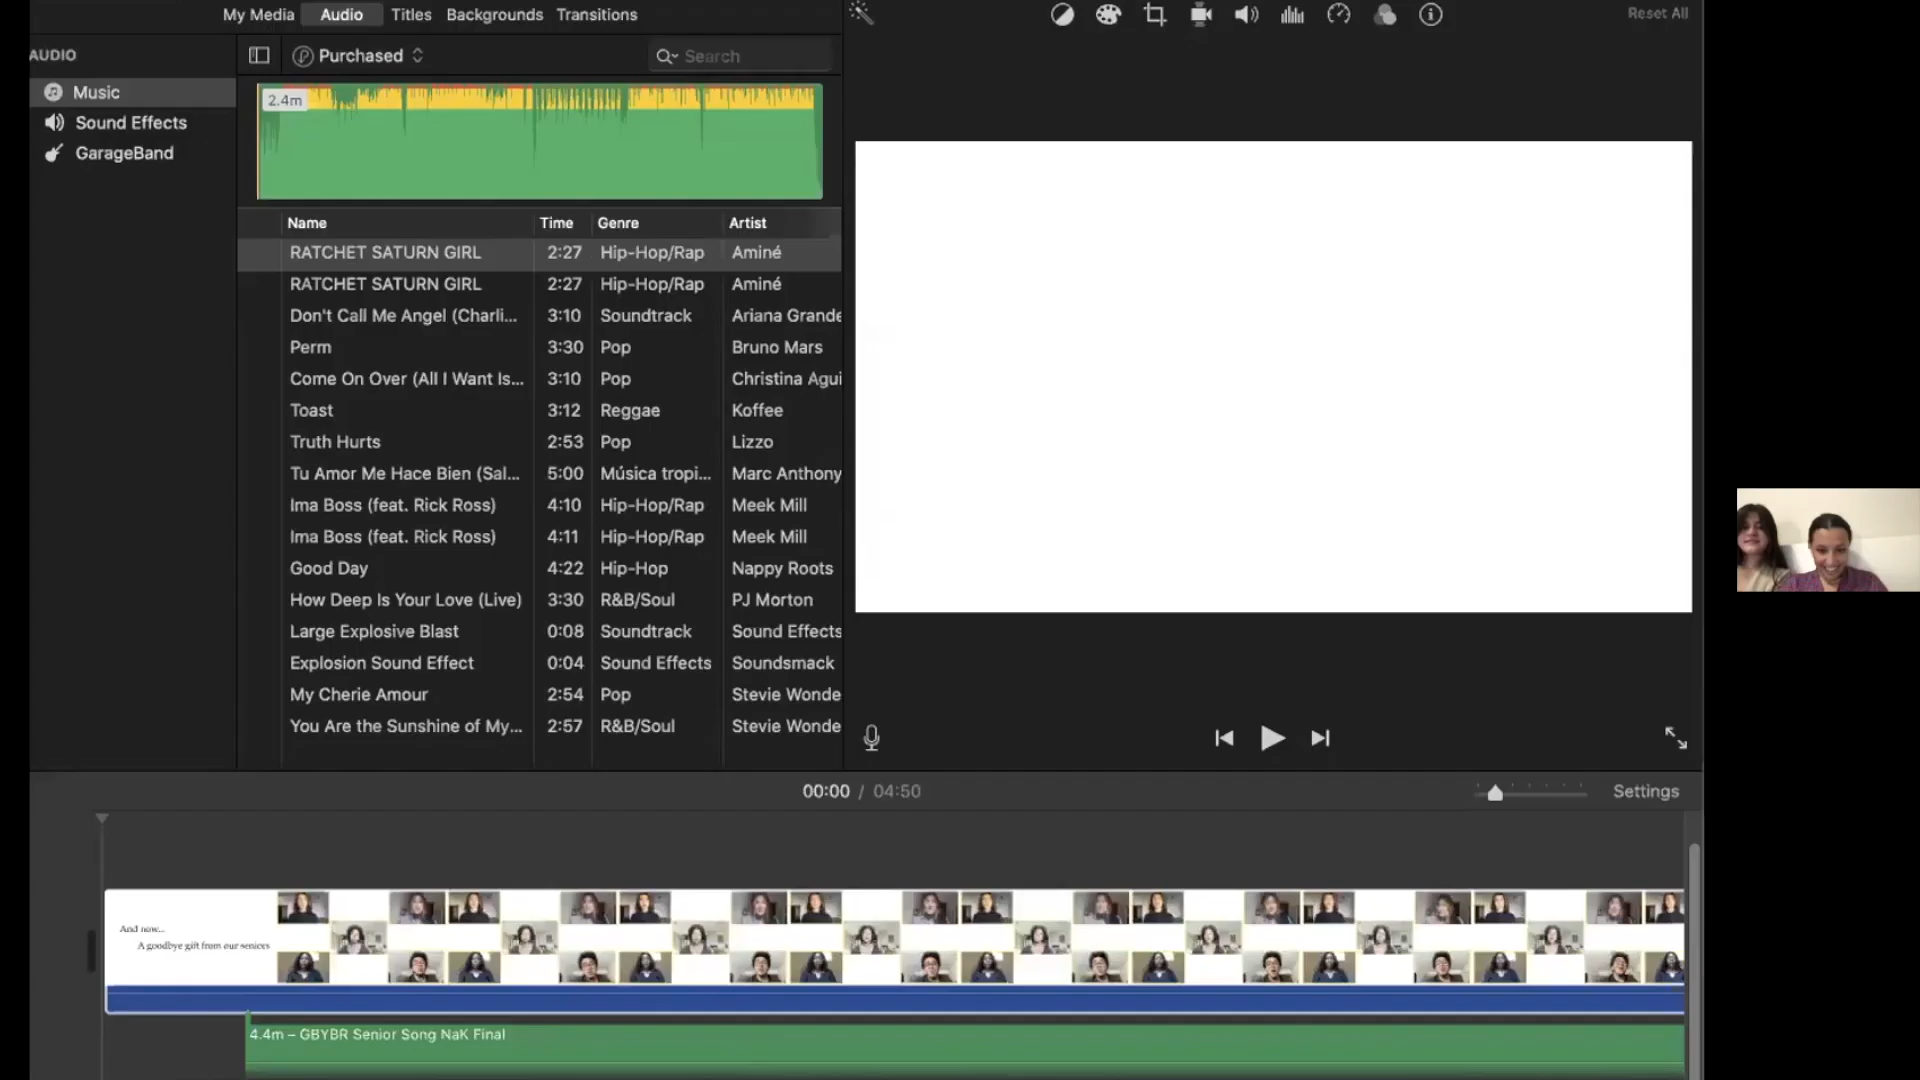 My Media Audio Titles Backgrounds Transitions
Reset All
AUDIO
Purchased
Search
Music
Sound Effects
GarageBand
2.4m
Name Time Genre Artist
RATCHET SATURN GIRL 2:27 Hip-Hop/Rap Aminé
RATCHET SATURN GIRL 2:27 Hip-Hop/Rap Aminé
Don't Call Me Angel (Charli... 3:10 Soundtrack Ariana Grande
Perm 3:30 Pop Bruno Mars
Come On Over (All I Want Is... 3:10 Pop Christina Agui
Toast 3:12 Reggae Koffee
Truth Hurts 2:53 Pop Lizzo
Tu Amor Me Hace Bien (Sal... 5:00 Música tropi... Marc Anthony
Ima Boss (feat. Rick Ross) 4:10 Hip-Hop/Rap Meek Mill
Ima Boss (feat. Rick Ross) 4:11 Hip-Hop/Rap Meek Mill
Good Day 4:22 Hip-Hop Nappy Roots
How Deep Is Your Love (Live) 3:30 R&B/Soul PJ Morton
Large Explosive Blast 0:08 Soundtrack Sound Effects
Explosion Sound Effect 0:04 Sound Effects Soundsmack
My Cherie Amour 2:54 Pop Stevie Wonde
You Are the Sunshine of My... 2:57 R&B/Soul Stevie Wonde
00:00 / 04:50
Settings
And now...
A goodbye gift from our seniors
4.4m – GBYBR Senior Song NaK Final